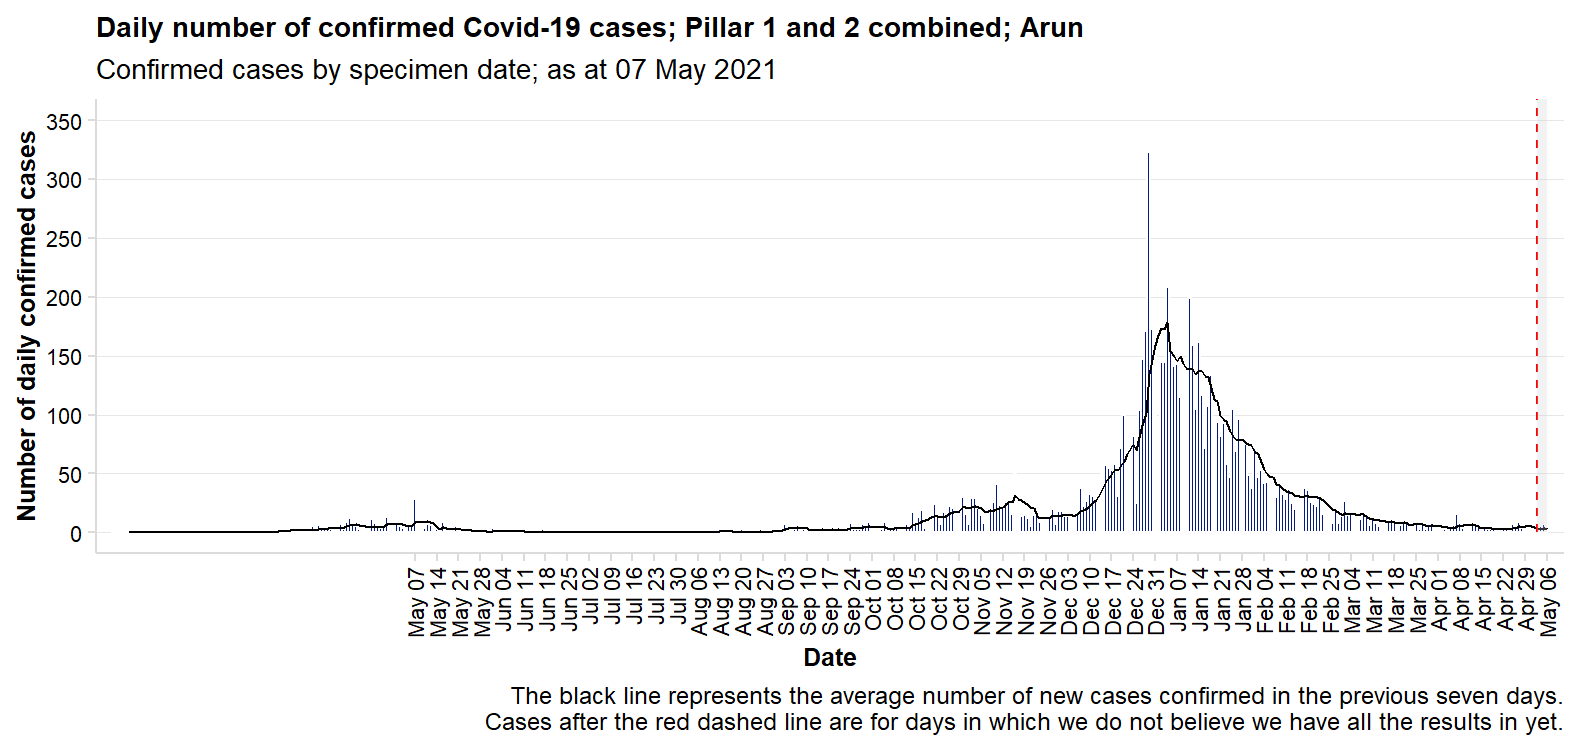 Daily number of confirmed Covid-19 cases; Pillar 1 and 2 combined; Arun
Confirmed cases by specimen date; as at 07 May 2021
Number of daily confirmed cases
350
300
250
200
150
100
50
0
May 07
May 14
May 21
May 28
Jun 04
Jun 11
Jun 18
Jun 25
Jul 02
Jul 09
Jul 16
Jul 23
Jul 30
Aug 06
Aug 13
Aug 20
Aug 27
Sep 03
Sep 10
Sep 17
Sep 24
Oct 01
Oct 08
Oct 15
Oct 22
Oct 29
Nov 05
Nov 12
Nov 19
Nov 26
Dec 03
Dec 10
Dec 17
Dec 24
Dec 31
Jan 07
Jan 14
Jan 21
Jan 28
Feb 04
Feb 11
Feb 18
Feb 25
Mar 04
Mar 11
Mar 18
Mar 25
Apr 01
Apr 08
Apr 15
Apr 22
Apr 29
May 06
Date
The black line represents the average number of new cases confirmed in the previous seven days.
Cases after the red dashed line are for days in which we do not believe we have all the results in yet.